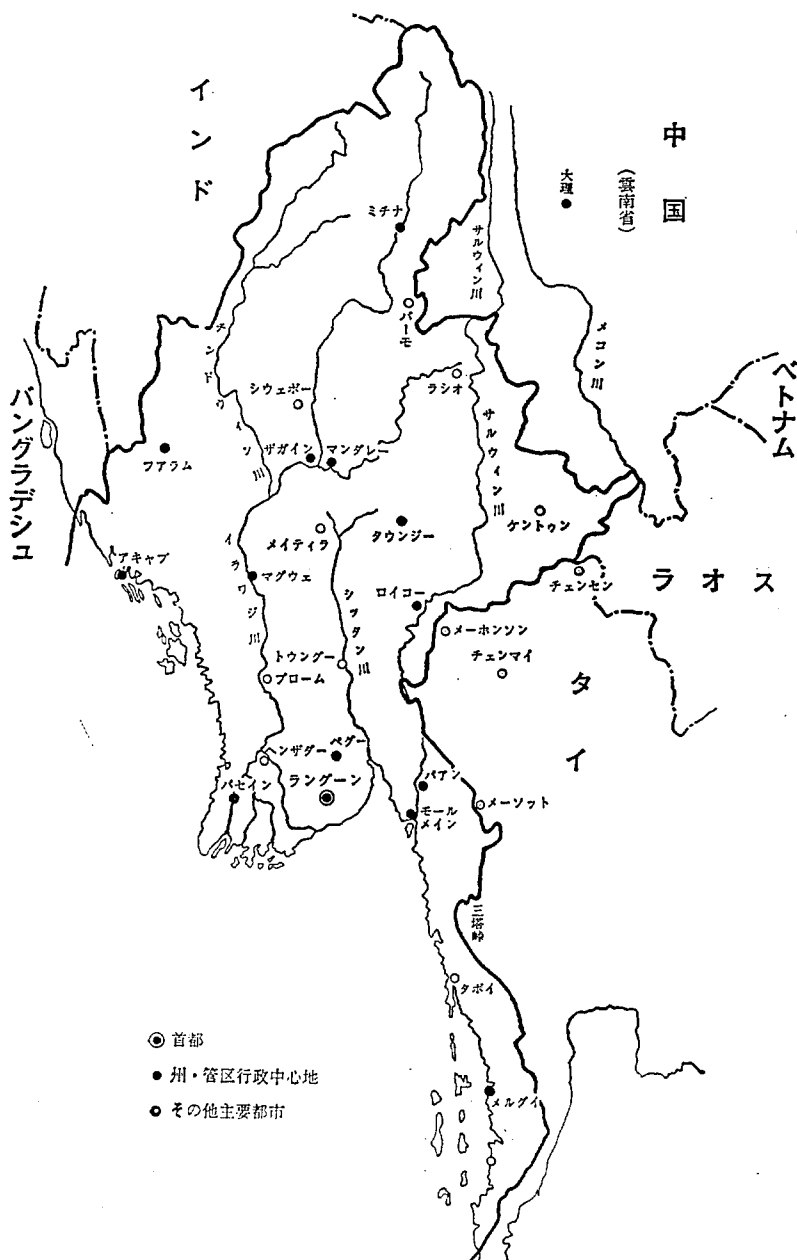 インド
中国
(雲南省)
大理
ミチナ
サルウィン川
バーモ
メコン川
ベトナム
チンドウィン川
シウェボー
ラシオ
バングラデシュ
ファラム
ザガイン
マンダレー
サルウィン川
メイティラ
タウンジー
ケントゥン
アキャブ
イラワジ川
マグウェ
シッタン川
ロイコー
チェンセン
ラオス
メーホンソン
チェンマイ
トウングー
プローム
タイ
ヘンザダー
ペグー
パセイン
ラングーン
パアン
メーソット
モールメイン
三塔峠
タボイ
メルグイ
首都
州・管区行政中心地
その他主要都市